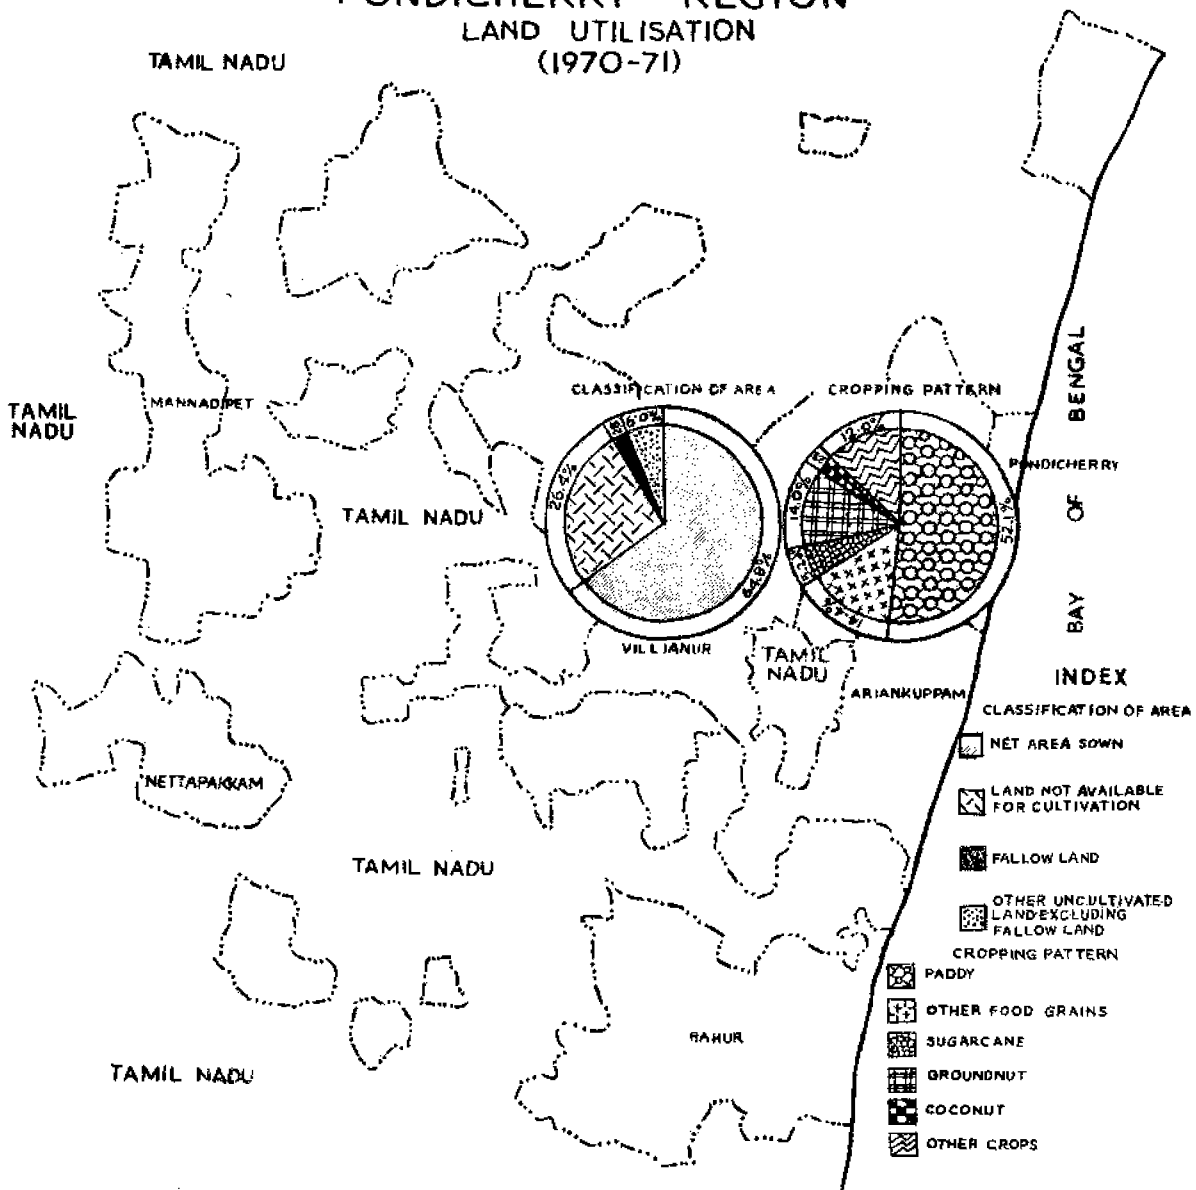 PONDICHERRY REGION
LAND UTILISATION
(1970-71)
TAMIL NADU
BENGAL
CLASSIFICATION OF AREA
CROPPING PATTERN
MANNADIPET
TAMIL
NADU
6.0%
12.0%
PONDICHERRY
26.4%
14.0%
TAMIL NADU
OF
52.1%
64.8%
BAY
VILLIANUR
TAMIL
NADU
INDEX
ARIANKUPPAM
CLASSIFICATION OF AREA
NET AREA SOWN
NETTAPAKKAM
LAND NOT AVAILABLE
FOR CULTIVATION
TAMIL NADU
FALLOW LAND
OTHER UNCULTIVATED
LAND EXCLUDING
FALLOW LAND
CROPPING PATTERN
PADDY
OTHER FOOD GRAINS
BAHUR
SUGARCANE
TAMIL NADU
GROUNDNUT
COCONUT
OTHER CROPS